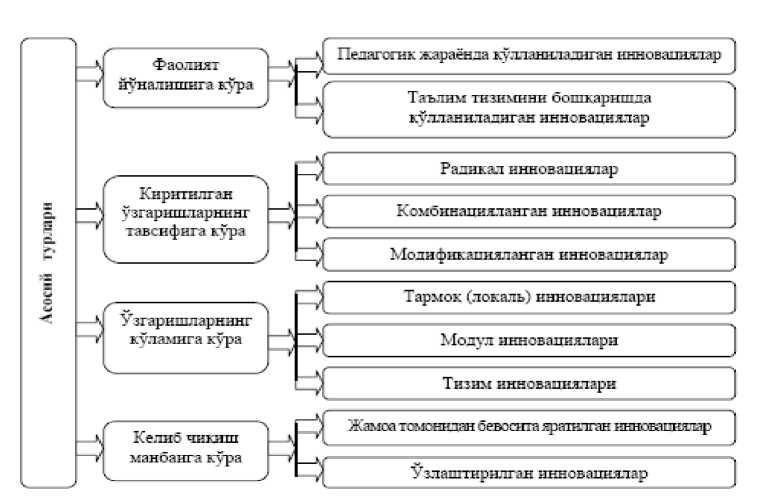 Асосий турлари
Фаолият
йўналишига кўра
Педагогик жараёнда қўлланиладиган инновациялар
Таълим тизимини бошқаришда
қўлланиладиган инновациялар
Киритилган
ўзгаришларнинг
тавсифига кўра
Радикал инновациялар
Комбинацияланган инновациялар
Модификацияланган инновациялар
Ўзгаришларнинг
кўламига кўра
Тармоқ (локаль) инновациялари
Модул инновациялари
Тизим инновациялари
Келиб чиқиш
манбаига кўра
Жамоа томонидан бевосита яратилган инновациялар
Ўзлаштирилган инновациялар